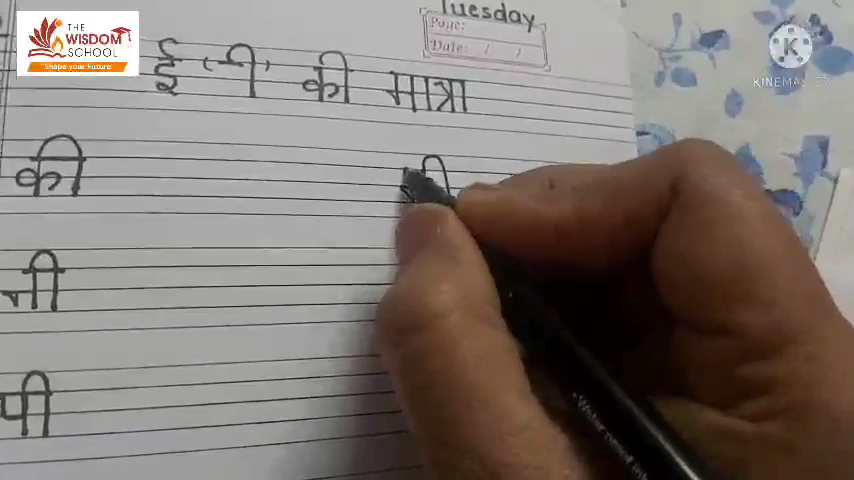 THE
WISDOM
SCHOOL
"Shape your Future"
Tuesday
Page:
Date: / /
K
KINEMASTER
ई ' ी ' की मात्रा
की
नी
पी